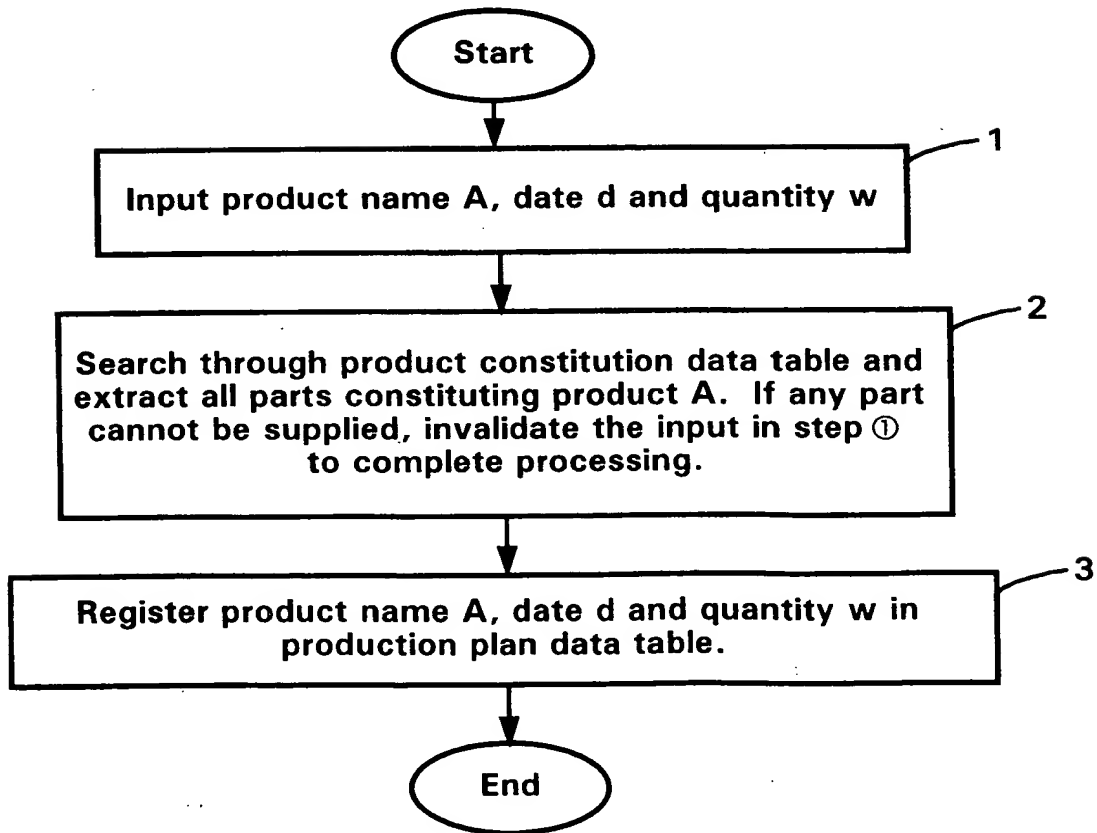 Start
1
Input product name A, date d and quantity w
2
Search through product constitution data table and
extract all parts constituting product A. If any part
cannot be supplied, invalidate the input in step ①
to complete processing.
3
Register product name A, date d and quantity w in
production plan data table.
End